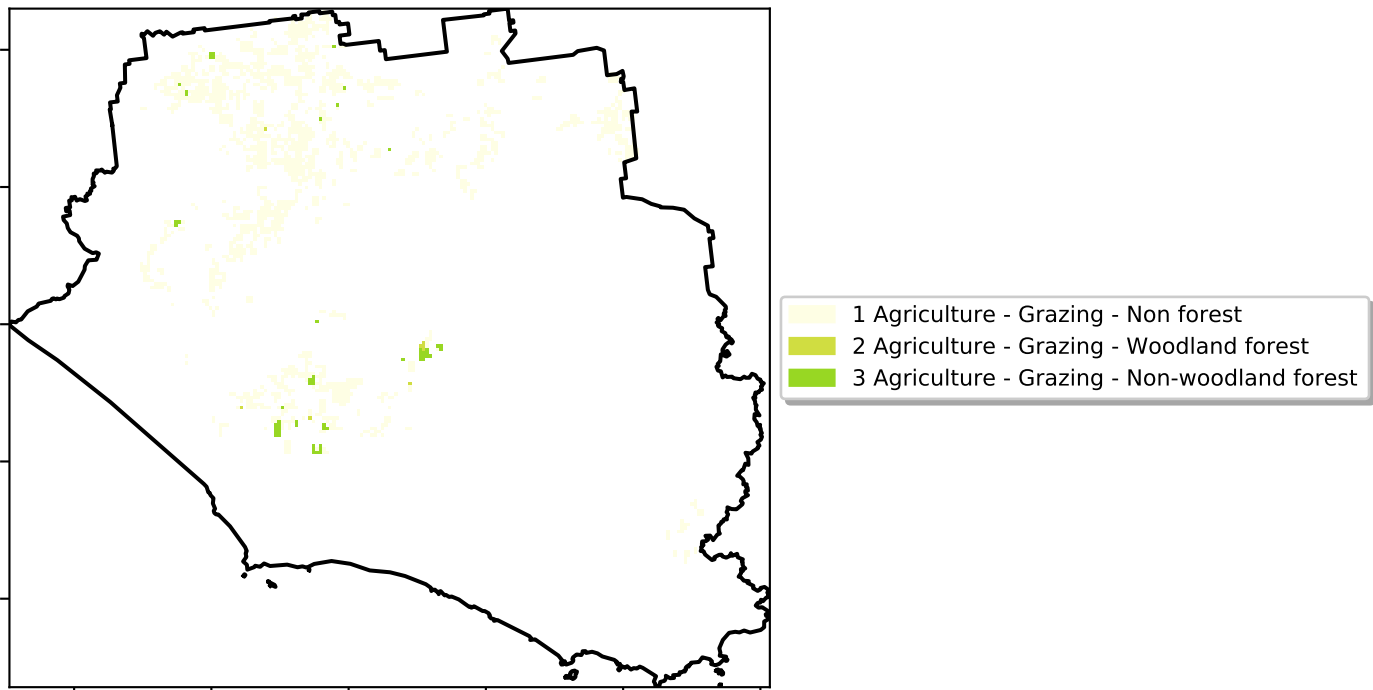 1 Agriculture - Grazing - Non forest
2 Agriculture - Grazing - Woodland forest
3 Agriculture - Grazing - Non-woodland forest